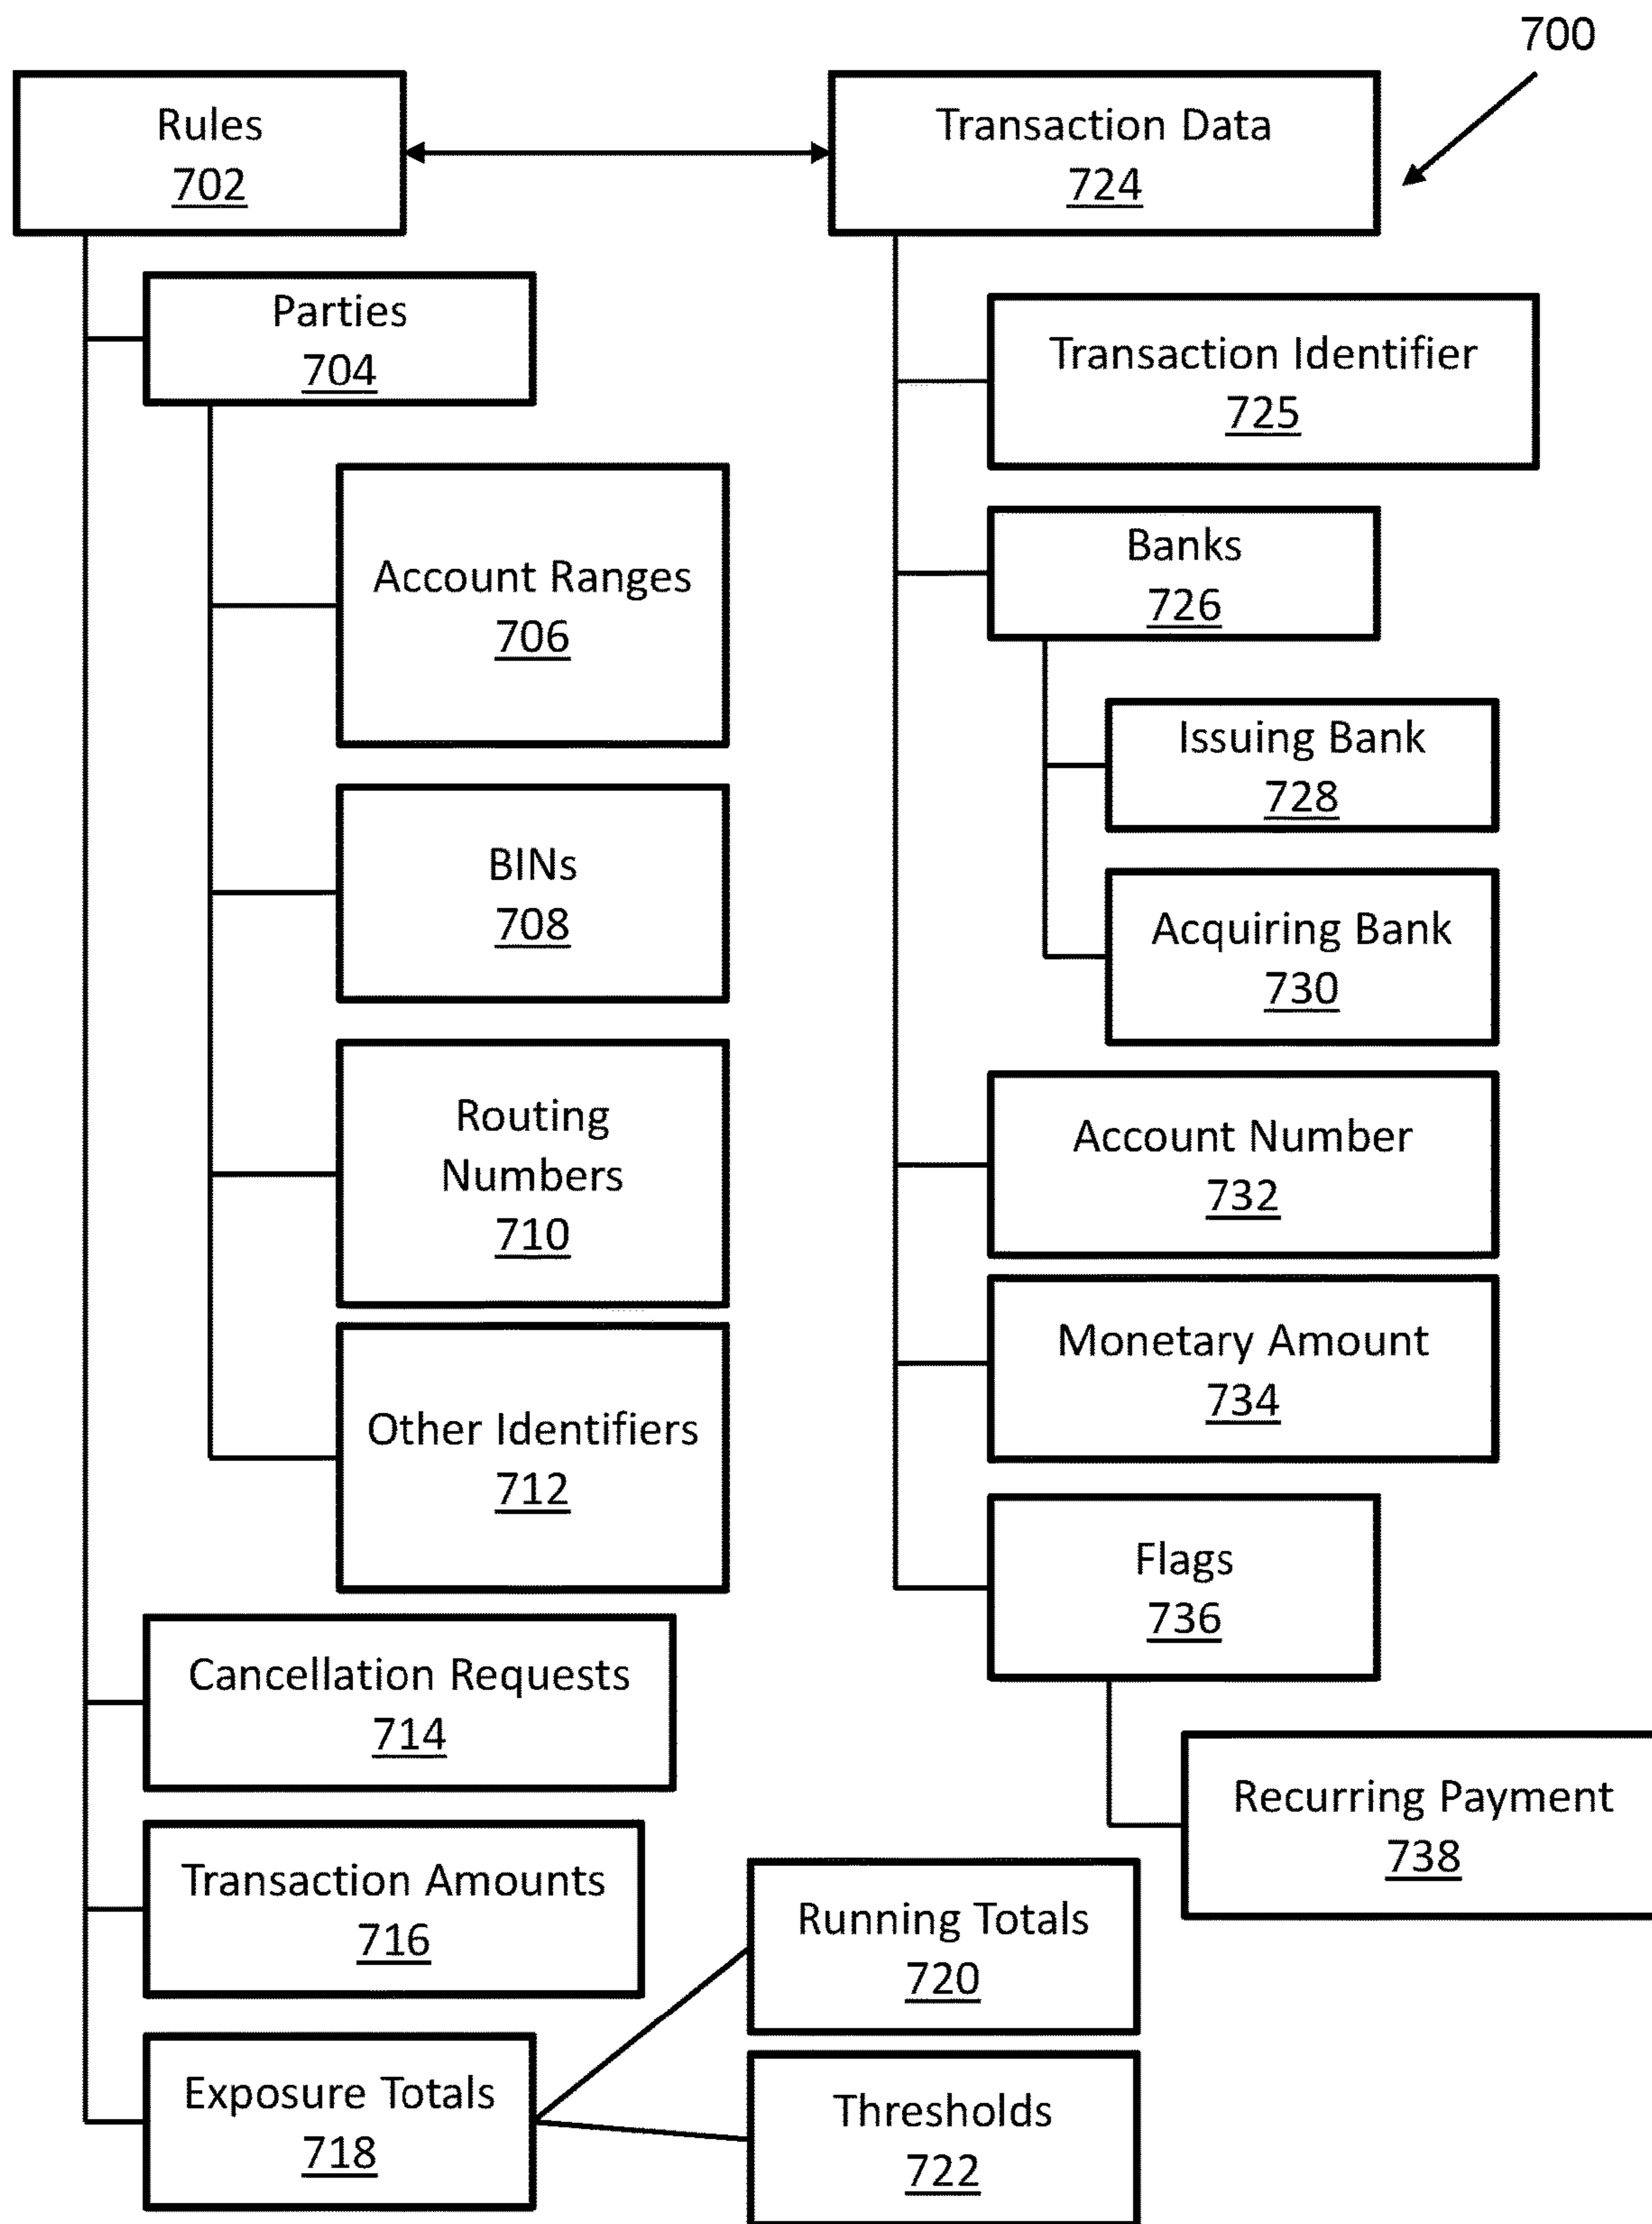 700
Rules
702
Transaction Data
724
Parties
704
Transaction Identifier
725
Account Ranges
706
Banks
726
Issuing Bank
728
BINs
708
Acquiring Bank
730
Routing
Numbers
710
Account Number
732
Monetary Amount
734
Other Identifiers
712
Flags
736
Cancellation Requests
714
Recurring Payment
738
Transaction Amounts
716
Running Totals
720
Exposure Totals
718
Thresholds
722